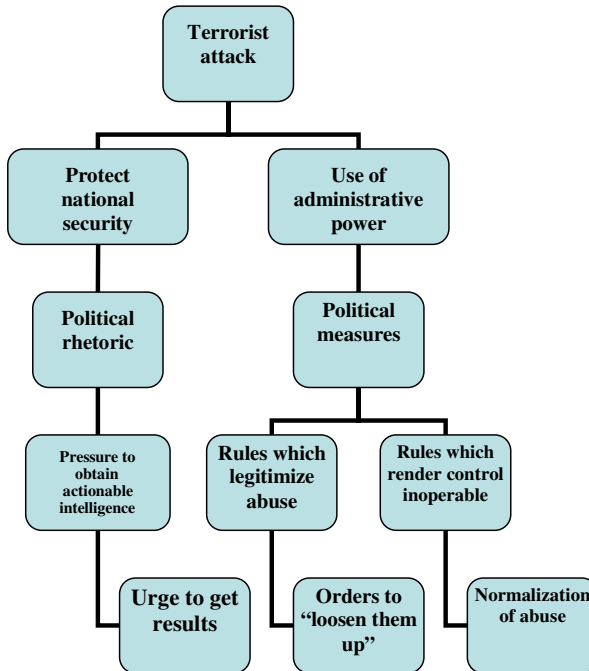 Terrorist
attack
Protect
national
security
Use of
administrative
power
Political
rhetoric
Political
measures
Pressure to
obtain
actionable
intelligence
Rules which
legitimize
abuse
Rules which
render control
inoperable
Urge to get
results
Orders to
“loosen them
up”
Normalization
of abuse